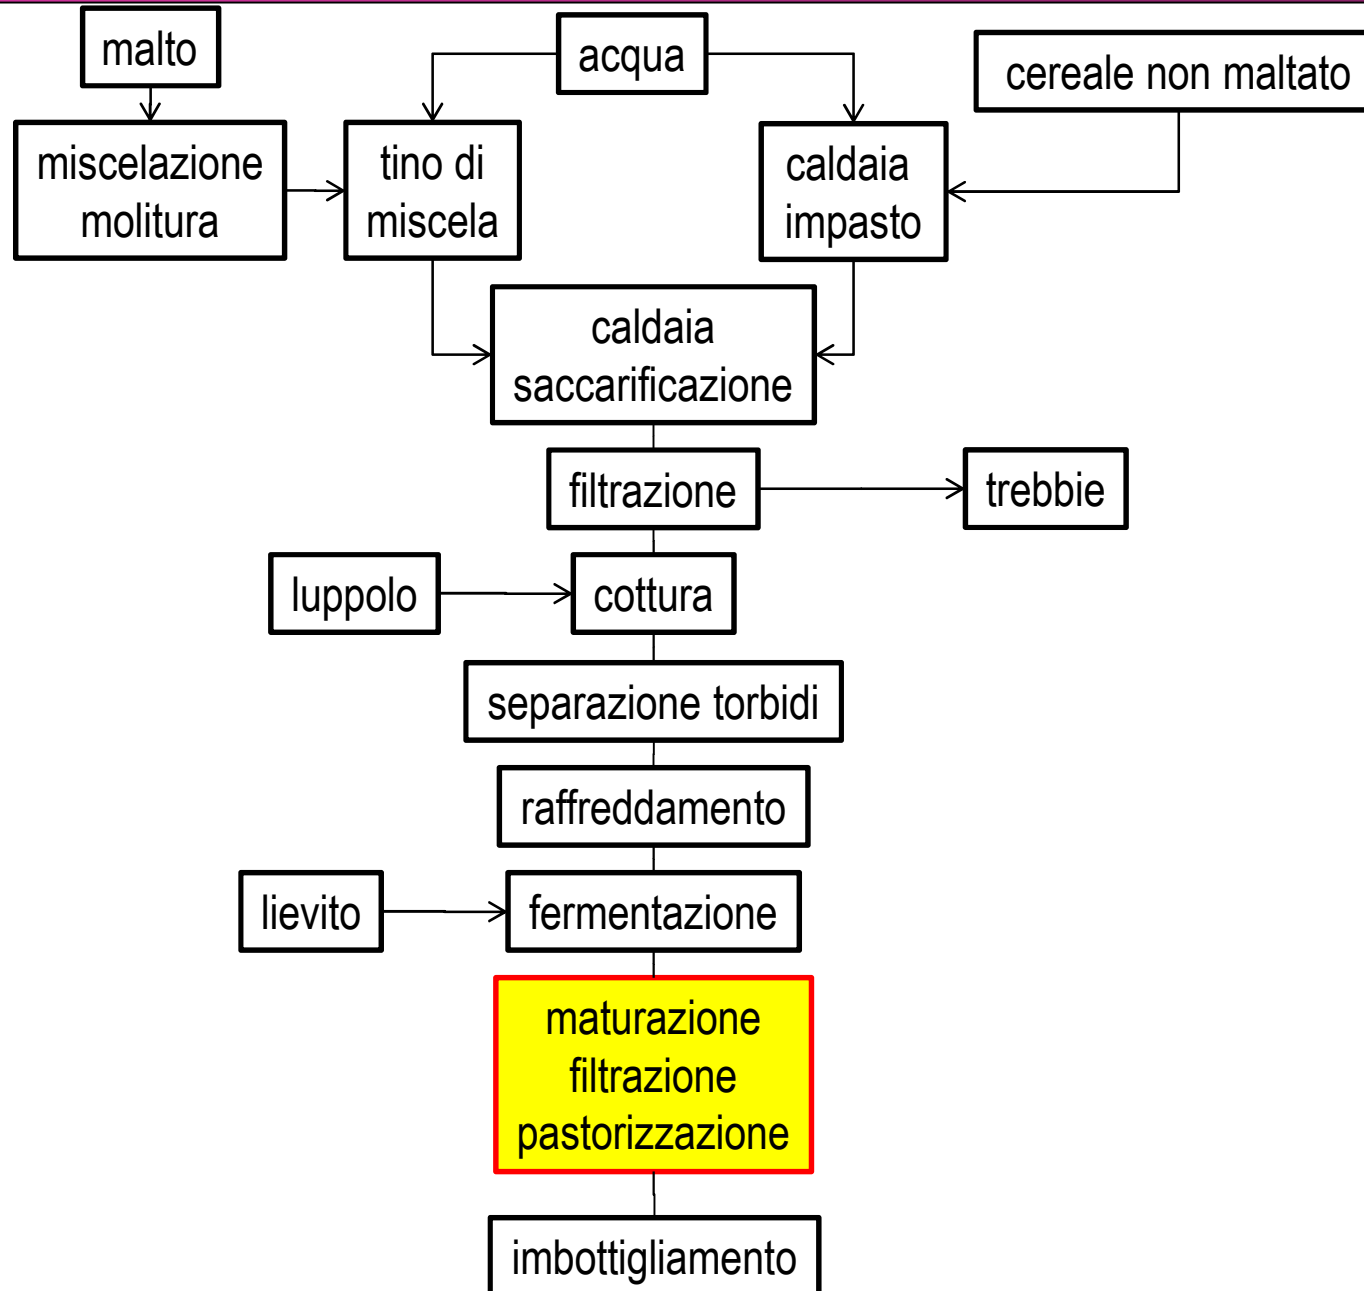 malto
acqua
cereale non maltato
miscelazione
molitura
tino di
miscela
caldaia
impasto
caldaia
saccarificazione
filtrazione
trebbie
luppolo
cottura
separazione torbidi
raffreddamento
lievito
fermentazione
maturazione
filtrazione
pastorizzazione
imbottigliamento